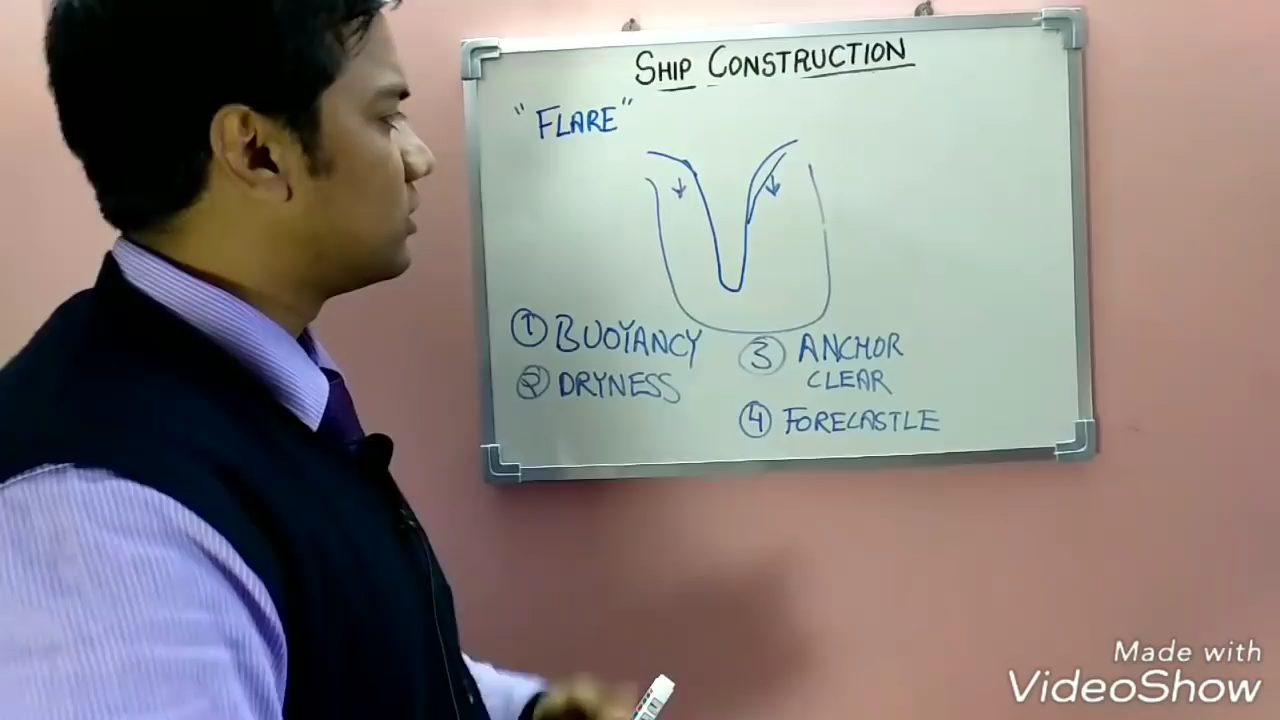 SHIP CONSTRUCTION
"FLARE"
① BUOYANCY
② DRYNESS
③ ANCHOR
CLEAR
④ FORECASTLE
Made with
VideoShow